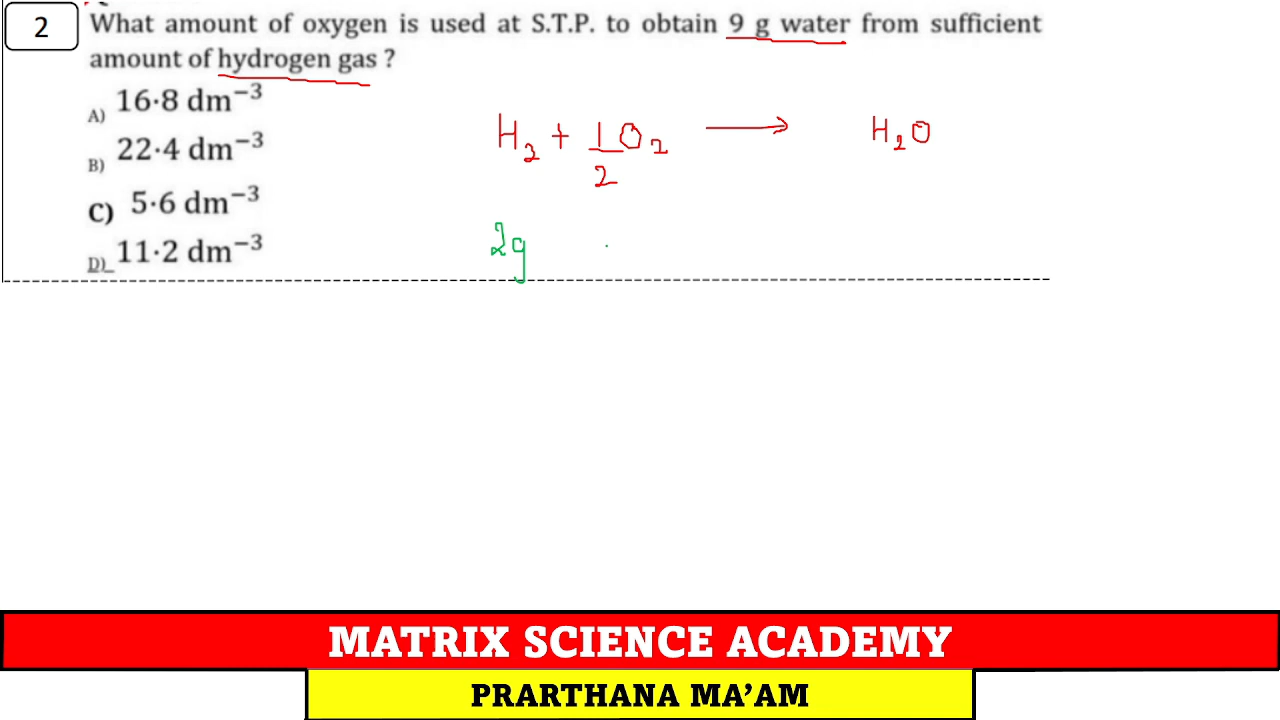 2
What amount of oxygen is used at S.T.P. to obtain 9 g water from sufficient
amount of hydrogen gas ?
A) 16·8 dm⁻³
B) 22·4 dm⁻³
C) 5·6 dm⁻³
D) 11·2 dm⁻³
H₂ + 1/2 O₂ ⟶ H₂O
2g
MATRIX SCIENCE ACADEMY
PRARTHANA MA'AM